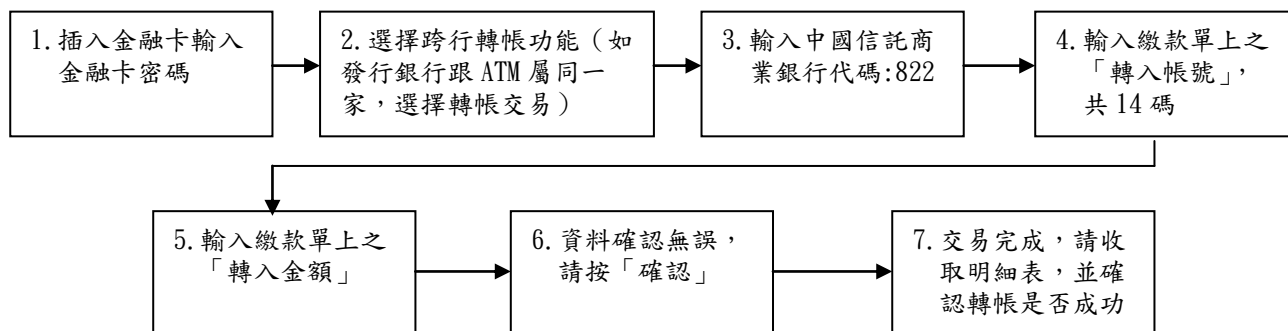 1.插入金融卡輸入
金融卡密碼
2.選擇跨行轉帳功能（如
發行銀行跟 ATM 屬同一
家，選擇轉帳交易）
3.輸入中國信託商
業銀行代碼:822
4.輸入繳款單上之
「轉入帳號」，
共 14 碼
5.輸入繳款單上之
「轉入金額」
6.資料確認無誤，
請按「確認」
7.交易完成，請收
取明細表，並確
認轉帳是否成功